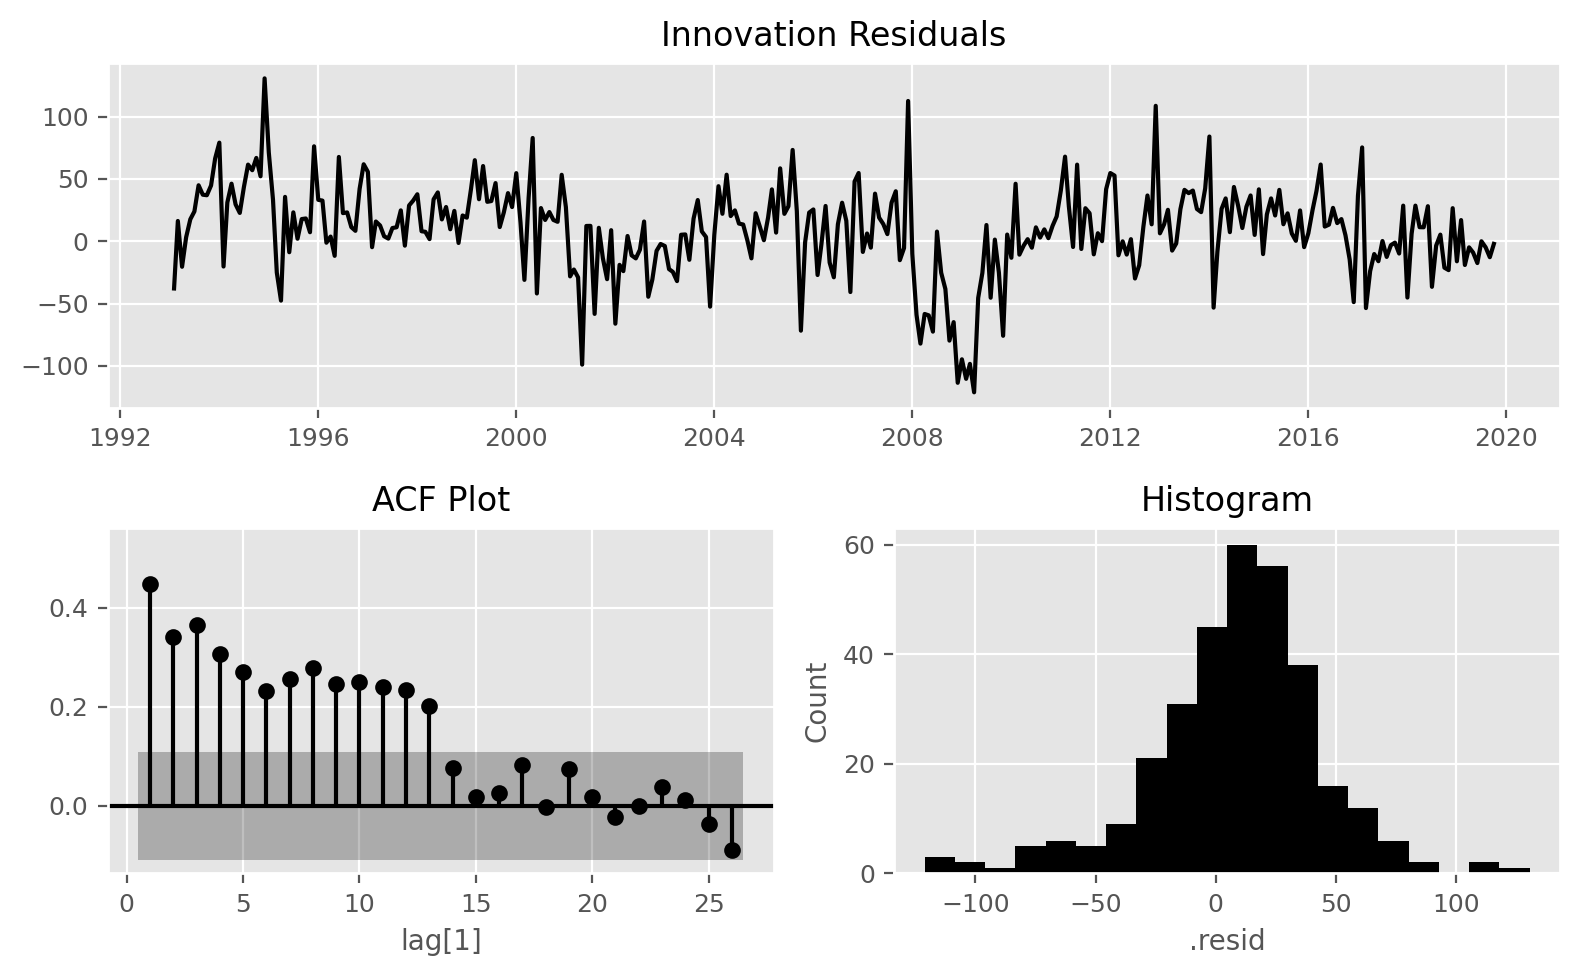 Innovation Residuals
100
50
0
−50
−100
1992 1996 2000 2004 2008 2012 2016 2020
ACF Plot
0.4
0.2
0.0
0 5 10 15 20 25
lag[1]
Histogram
Count
60
40
20
0
−100 −50 0 50 100
.resid